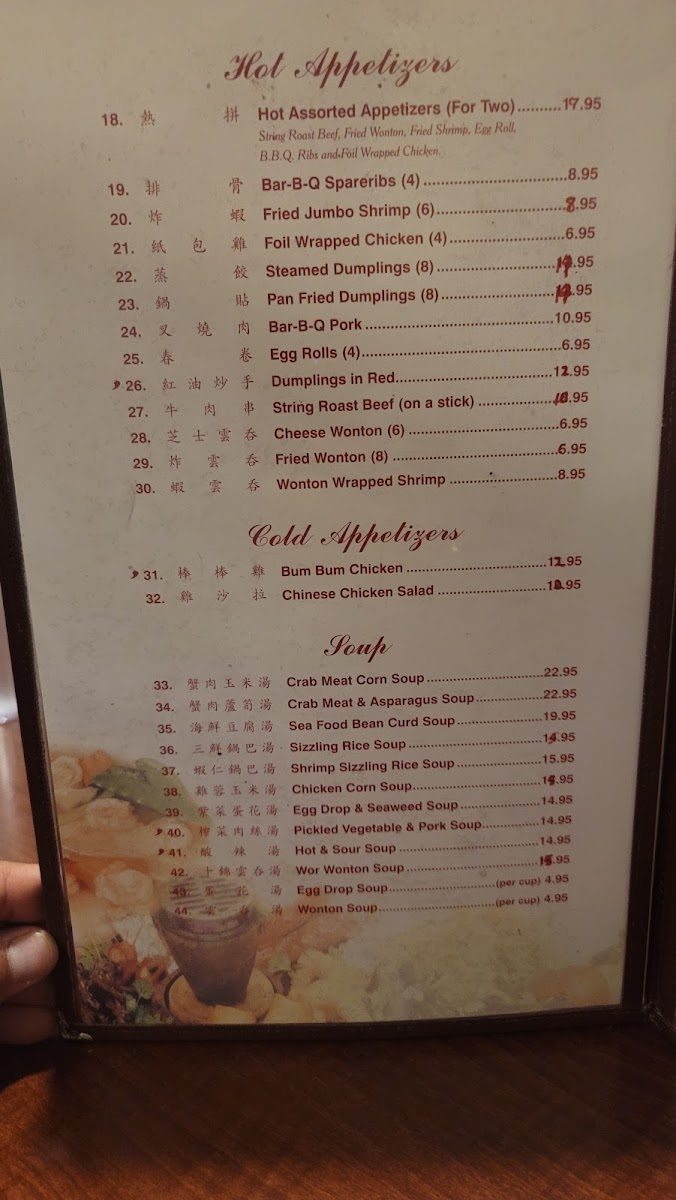 Hot Appetizers
18. 熱 拼 Hot Assorted Appetizers (For Two)..........17.95
String Roast Beef, Fried Wonton, Fried Shrimp, Egg Roll,
B.B.Q. Ribs and Foil Wrapped Chicken.
19. 排 骨 Bar-B-Q Spareribs (4) ..........8.95
20. 炸 蝦 Fried Jumbo Shrimp (6)..........8.95
21. 紙 包 雞 Foil Wrapped Chicken (4)..........6.95
22. 蒸 餃 Steamed Dumplings (8)
23. 鍋 貼 Pan Fried Dumplings (8)
24. 叉 燒 肉 Bar-B-Q Pork ..........10.95
25. 春 卷 Egg Rolls (4)..........6.95
26. 紅 油 炒 手 Dumplings in Red..........12.95
27. 牛 肉 串 String Roast Beef (on a stick)
28. 芝 士 雲 吞 Cheese Wonton (6) ..........6.95
29. 炸 雲 吞 Fried Wonton (8) ..........6.95
30. 蝦 雲 吞 Wonton Wrapped Shrimp ..........8.95
Cold Appetizers
31. 棒 棒 雞 Bum Bum Chicken ..........12.95
32. 雞 沙 拉 Chinese Chicken Salad
Soup
33. 蟹肉玉米湯 Crab Meat Corn Soup..........22.95
34. 蟹肉蘆筍湯 Crab Meat & Asparagus Soup..........22.95
35. 海鮮豆腐湯 Sea Food Bean Curd Soup..........19.95
36. 三鮮鍋巴湯 Sizzling Rice Soup
37. 蝦仁鍋巴湯 Shrimp Sizzling Rice Soup..........15.95
38. 雞蓉玉米湯 Chicken Corn Soup
39. 紫菜蛋花湯 Egg Drop & Seaweed Soup ..........14.95
40. 榨菜肉絲湯 Pickled Vegetable & Pork Soup..........14.95
41. 酸 辣 湯 Hot & Sour Soup ..........14.95
42. 什錦雲吞湯 Wor Wonton Soup ..........15.95
43. 蛋 花 湯 Egg Drop Soup..........(per cup) 4.95
44. 雲 吞 湯 Wonton Soup..........(per cup) 4.95